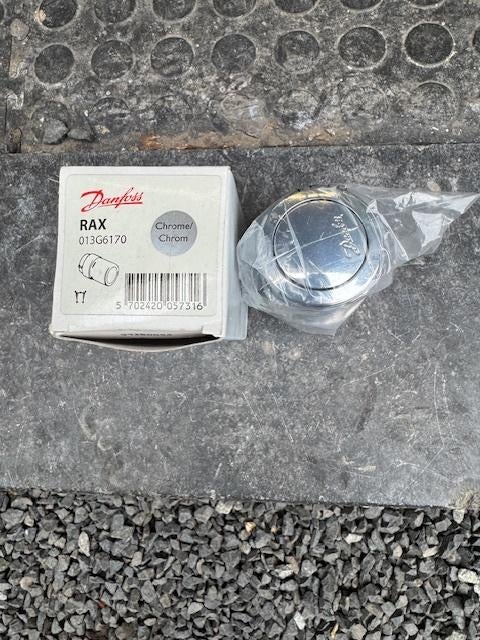 Danfoss
RAX
013G6170
Chrome/
Chrom
5 702420 057316
Danfoss